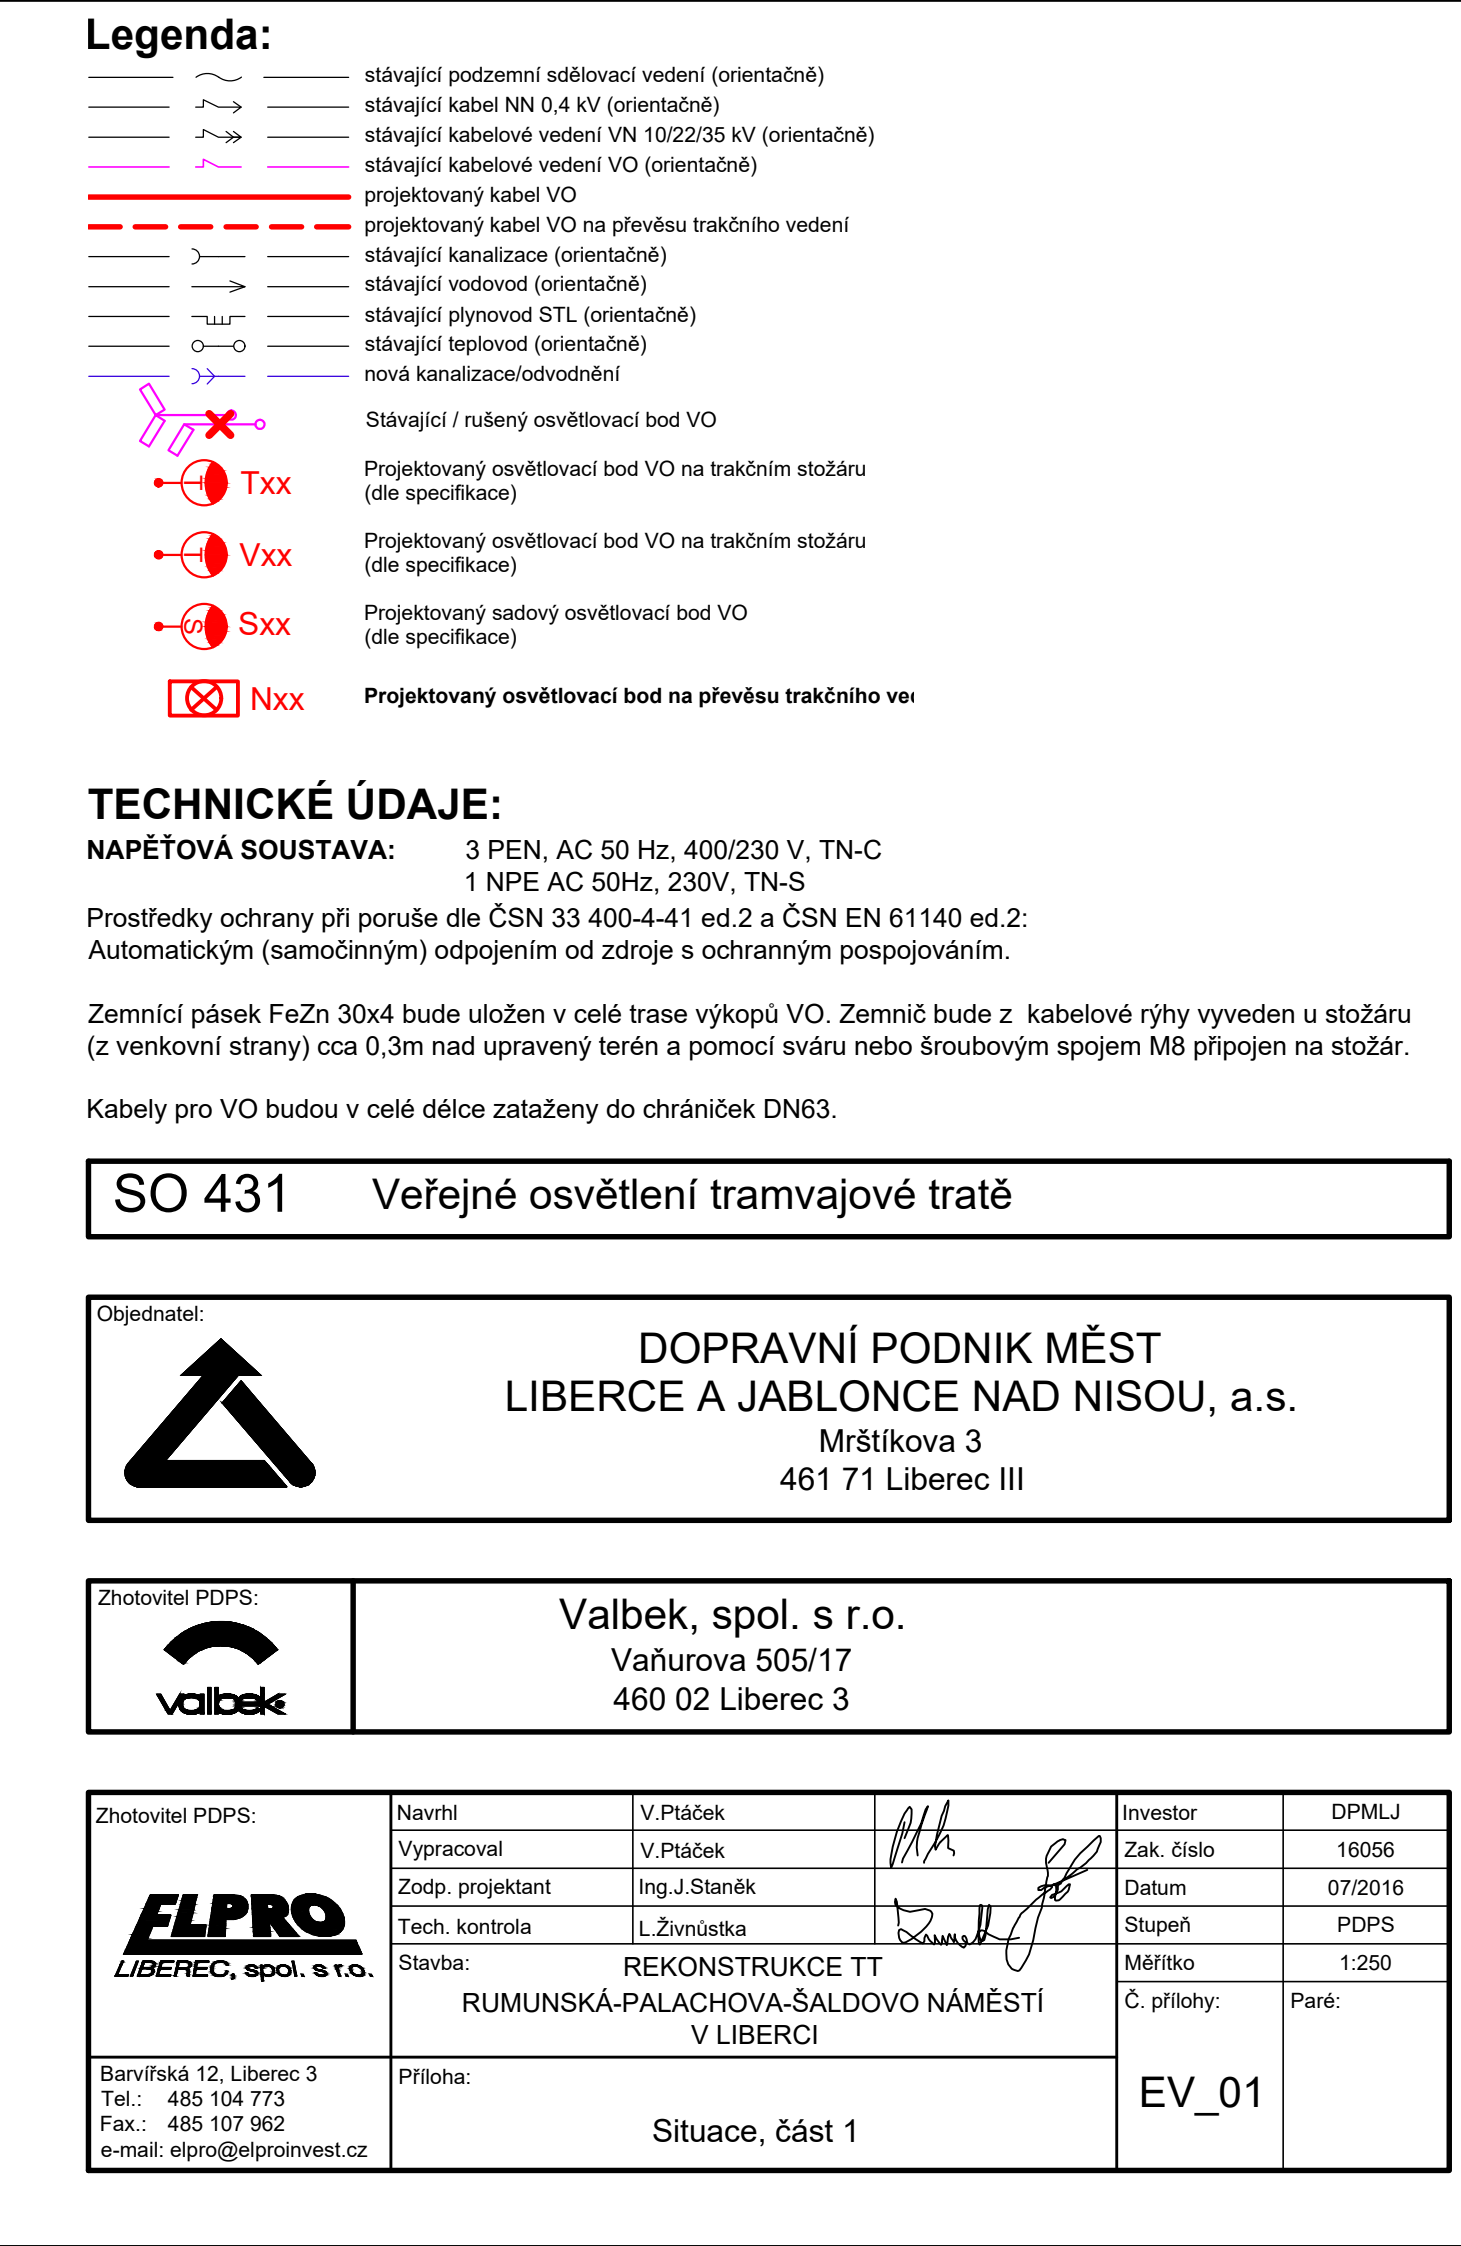 Legenda:
stávající podzemní sdělovací vedení (orientačně)
stávající kabel NN 0,4 kV (orientačně)
stávající kabelové vedení VN 10/22/35 kV (orientačně)
stávající kabelové vedení VO (orientačně)
projektovaný kabel VO
projektovaný kabel VO na převěsu trakčního vedení
stávající kanalizace (orientačně)
stávající vodovod (orientačně)
stávající plynovod STL (orientačně)
stávající teplovod (orientačně)
nová kanalizace/odvodnění
Stávající / rušený osvětlovací bod VO
Txx Projektovaný osvětlovací bod VO na trakčním stožáru
(dle specifikace)
Vxx Projektovaný osvětlovací bod VO na trakčním stožáru
(dle specifikace)
S Sxx Projektovaný sadový osvětlovací bod VO
(dle specifikace)
Nxx Projektovaný osvětlovací bod na převěsu trakčního
TECHNICKÉ ÚDAJE:
NAPĚŤOVÁ SOUSTAVA: 3 PEN, AC 50 Hz, 400/230 V, TN-C
1 NPE AC 50Hz, 230V, TN-S
Prostředky ochrany při poruše dle ČSN 33 400-4-41 ed.2 a ČSN EN 61140 ed.2:
Automatickým (samočinným) odpojením od zdroje s ochranným pospojováním.
Zemnící pásek FeZn 30x4 bude uložen v celé trase výkopů VO. Zemnič bude z kabelové rýhy vyveden u stožáru
(z venkovní strany) cca 0,3m nad upravený terén a pomocí sváru nebo šroubovým spojem M8 připojen na stožár.
Kabely pro VO budou v celé délce zataženy do chrániček DN63.
SO 431 Veřejné osvětlení tramvajové tratě
Objednatel:
DOPRAVNÍ PODNIK MĚST
LIBERCE A JABLONCE NAD NISOU, a.s.
Mrštíkova 3
461 71 Liberec III
Zhotovitel PDPS:
valbek
Valbek, spol. s r.o.
Vaňurova 505/17
460 02 Liberec 3
Zhotovitel PDPS:
ELPRO
LIBEREC, spol. s r.o.
Barvířská 12, Liberec 3
Tel.: 485 104 773
Fax.: 485 107 962
e-mail: elpro@elproinvest.cz
Navrhl V.Ptáček
Vypracoval V.Ptáček
Zodp. projektant Ing.J.Staněk
Tech. kontrola L.Živnůstka
Stavba: REKONSTRUKCE TT
RUMUNSKÁ-PALACHOVA-ŠALDOVO NÁMĚSTÍ
V LIBERCI
Příloha:
Situace, část 1
Investor DPMLJ
Zak. číslo 16056
Datum 07/2016
Stupeň PDPS
Měřítko 1:250
Č. přílohy: Paré:
EV_01